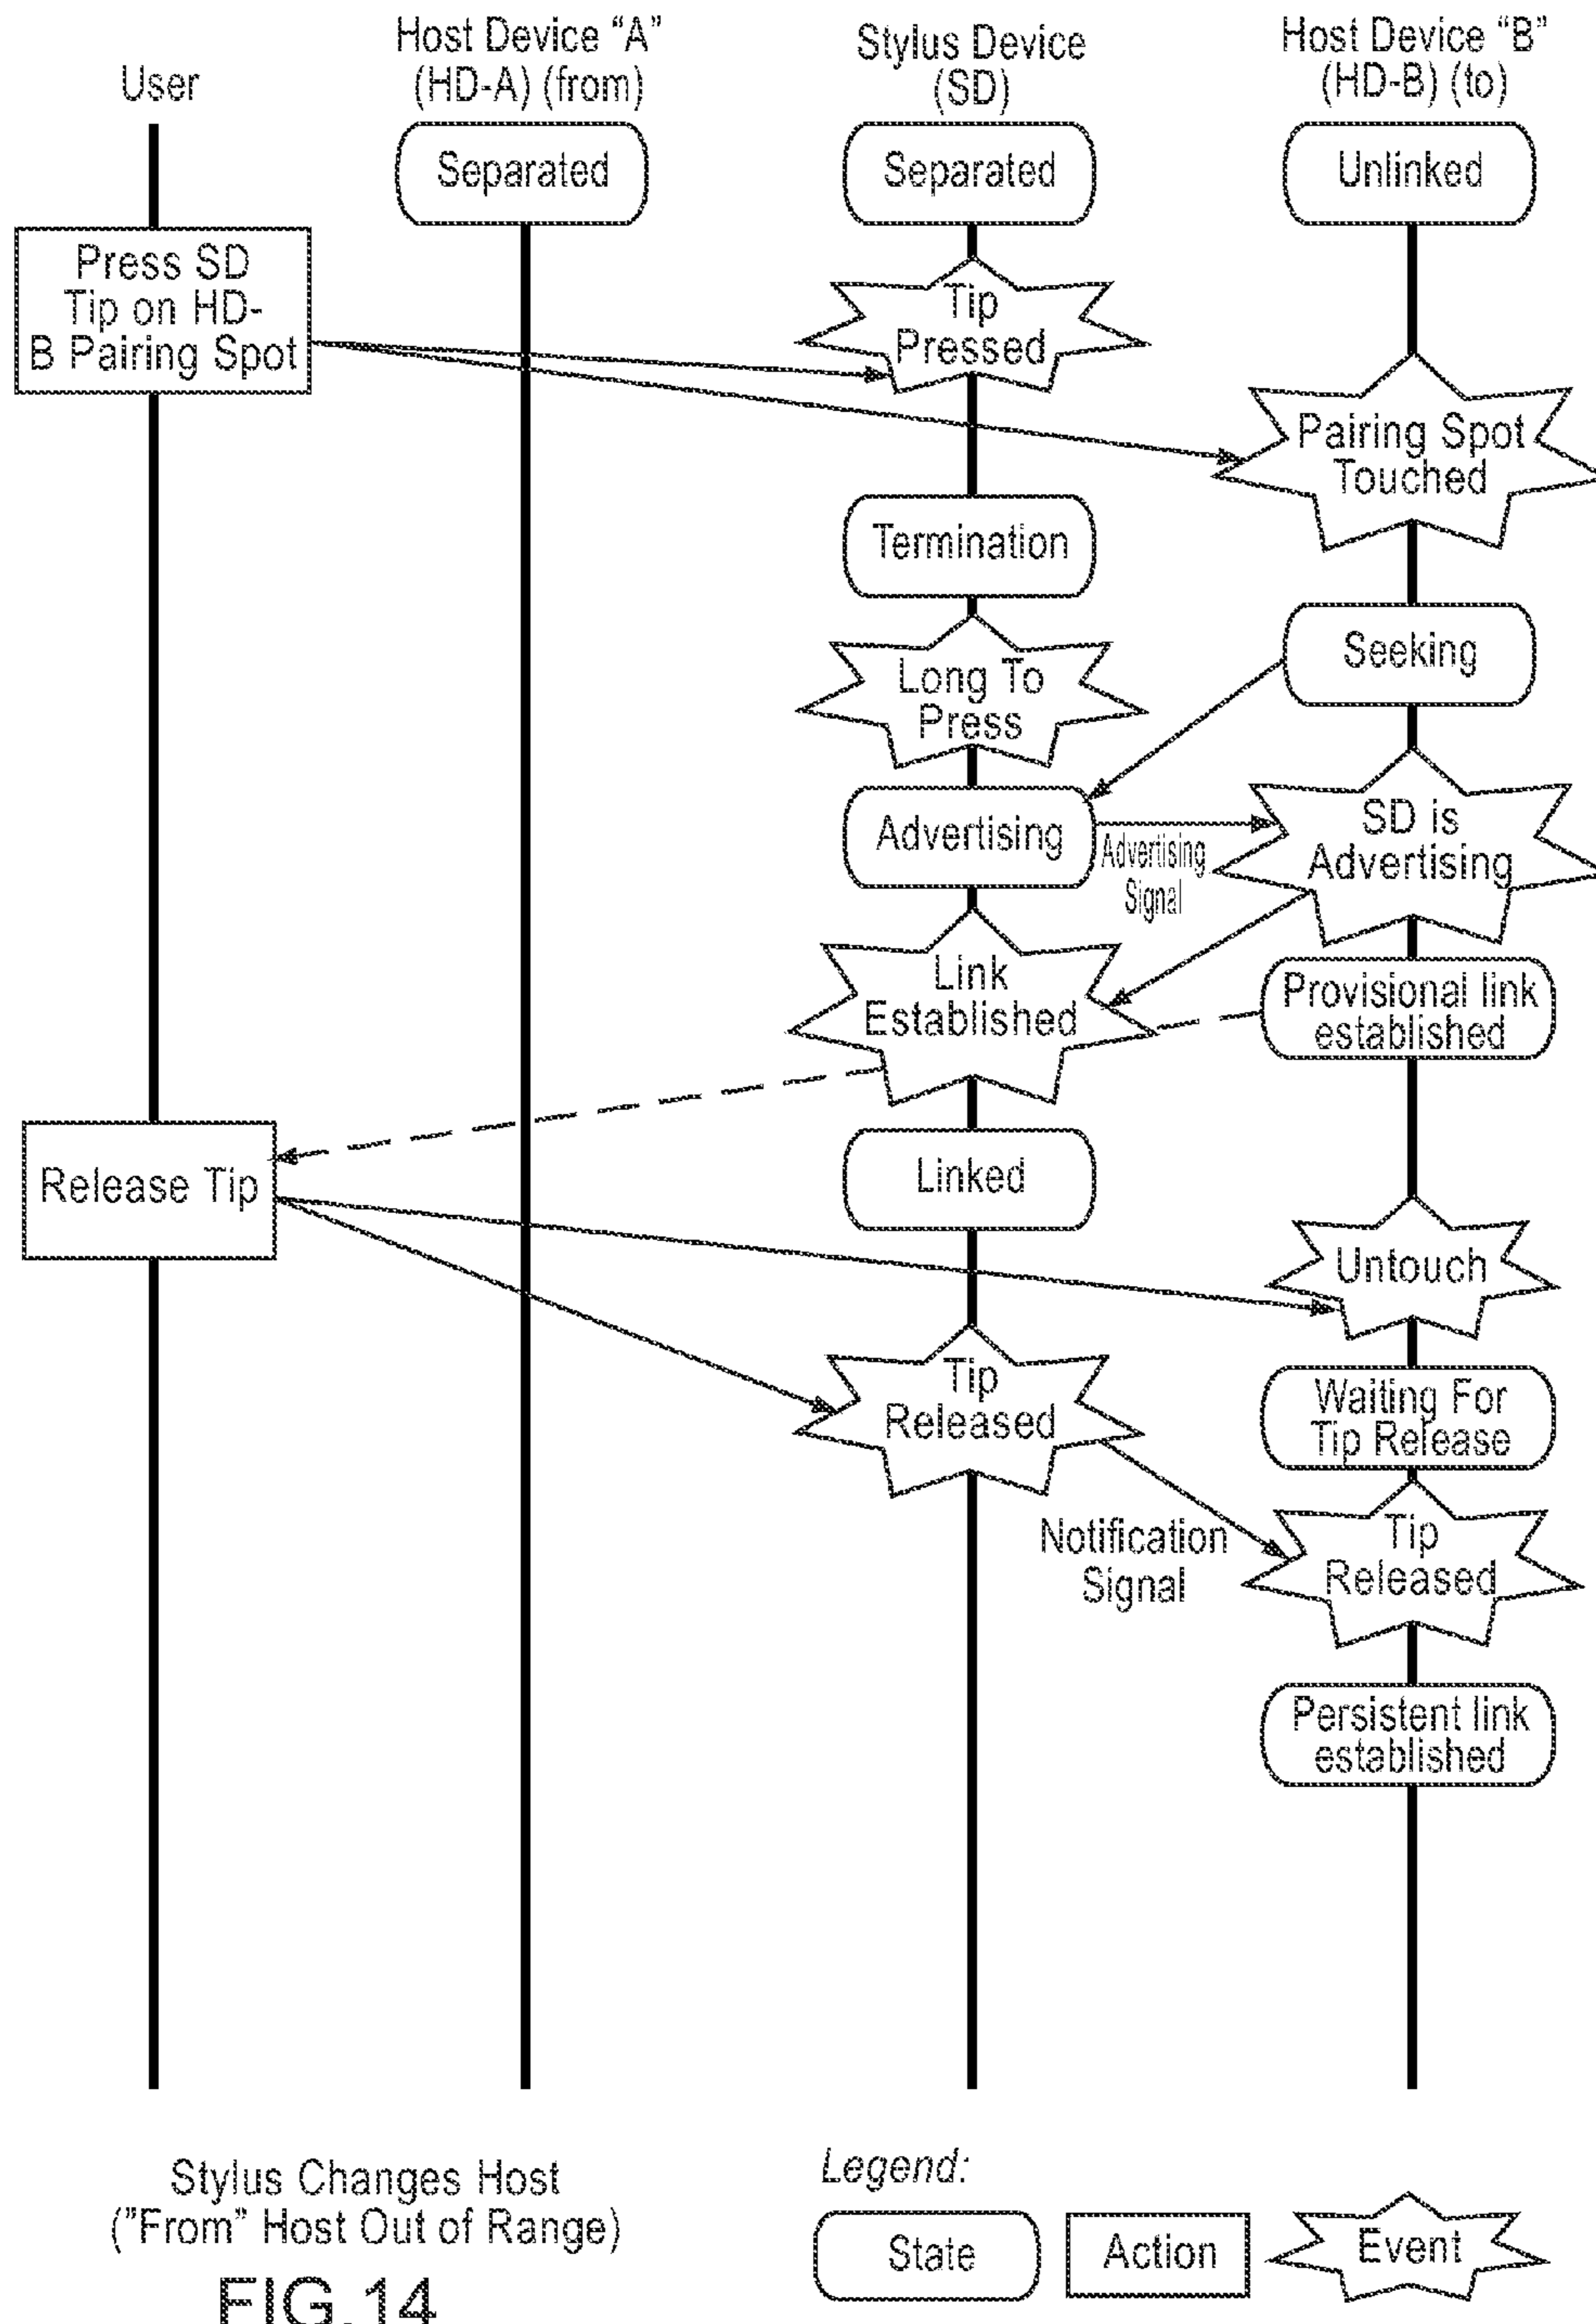 User
Host Device “A”
(HD-A) (from)
Stylus Device
(SD)
Host Device “B”
(HD-B) (to)
Separated
Separated
Unlinked
Press SD
Tip on HD-
B Pairing Spot
Tip
Pressed
Pairing Spot
Touched
Termination
Seeking
Long To
Press
Advertising
Advertising
Signal
SD is
Advertising
Link
Established
Provisional link
established
Release Tip
Linked
Untouch
Tip
Released
Waiting For
Tip Release
Notification
Signal
Tip
Released
Persistent link
established
Stylus Changes Host
("From” Host Out of Range)
FIG.14
Legend:
State
Action
Event